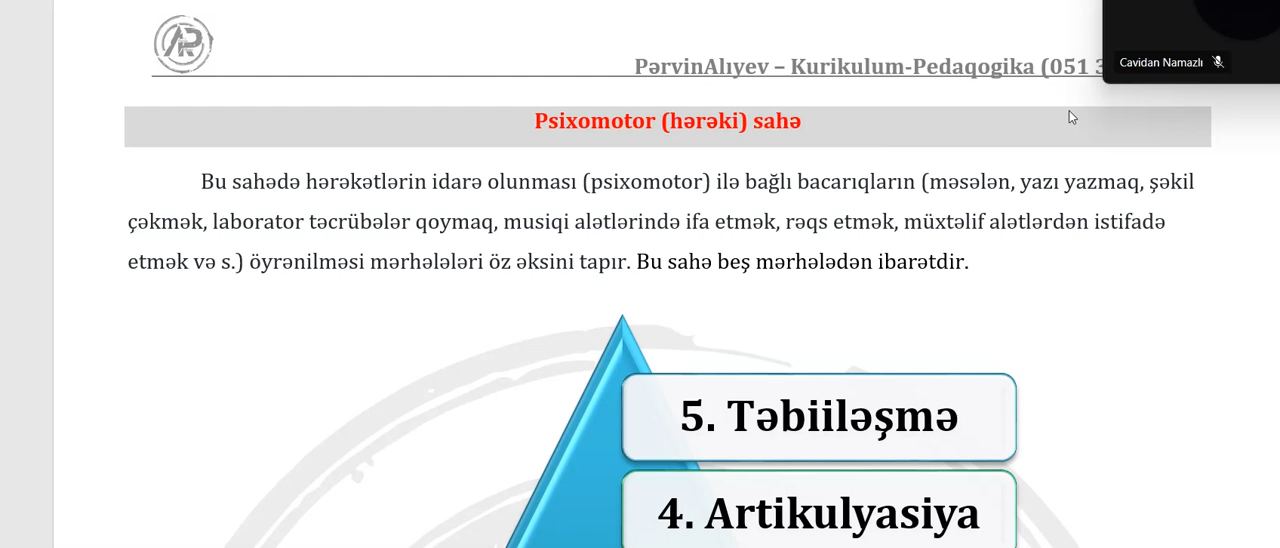 PərvinAlıyev – Kurikulum-Pedaqogika (051 3
Cavidan Namazlı
Psixomotor (hərəki) sahə
Bu sahədə hərəkətlərin idarə olunması (psixomotor) ilə bağlı bacarıqların (məsələn, yazı yazmaq, şəkil
çəkmək, laborator təcrübələr qoymaq, musiqi alətlərində ifa etmək, rəqs etmək, müxtəlif alətlərdən istifadə
etmək və s.) öyrənilməsi mərhələləri öz əksini tapır. Bu sahə beş mərhələdən ibarətdir.
5. Təbiiləşmə
4. Artikulyasiya